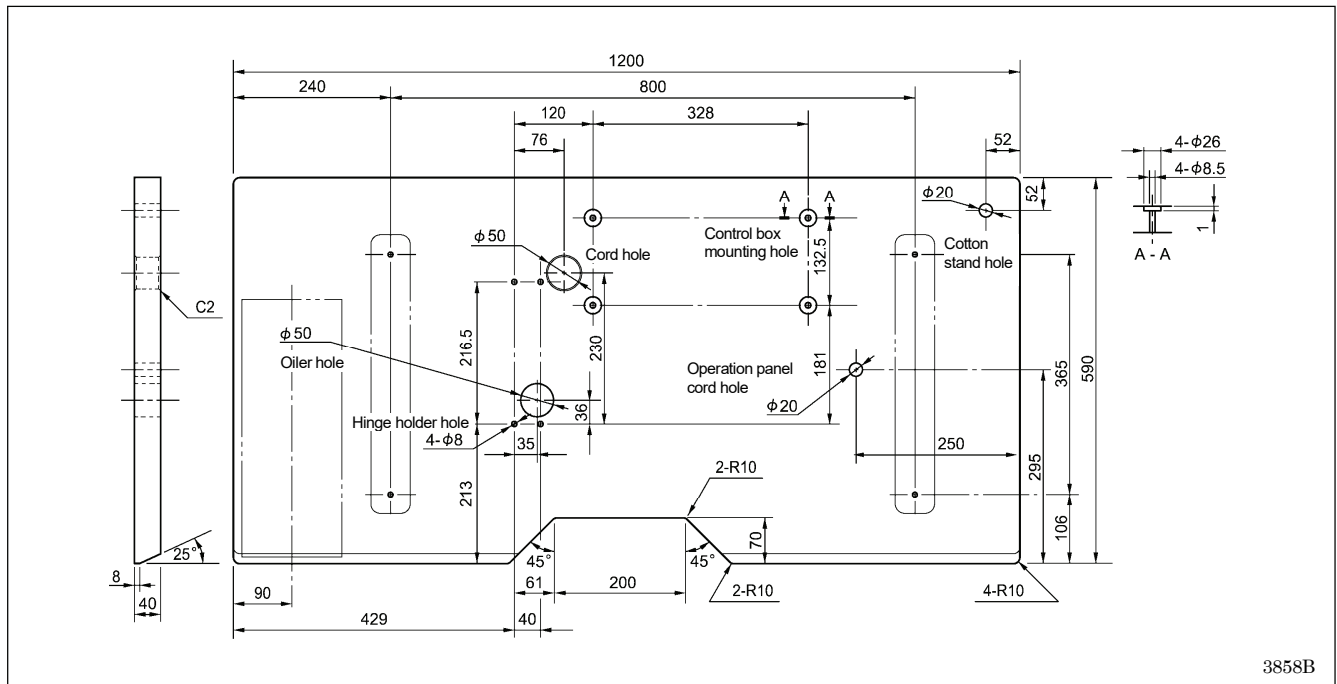 1200
240
800
120
328
76
52
4-ϕ26
4-ϕ8.5
A
A
ϕ20
52
1
A - A
ϕ50
Cord hole
Control box
mounting hole
132.5
Cotton
stand hole
C2
216.5
230
ϕ50
Oiler hole
181
Operation panel
cord hole
365
590
Hinge holder hole
4-ϕ8
36
35
ϕ20
250
295
213
2-R10
70
106
25°
45°
45°
8
40
90
61
200
2-R10
4-R10
429
40
3858B